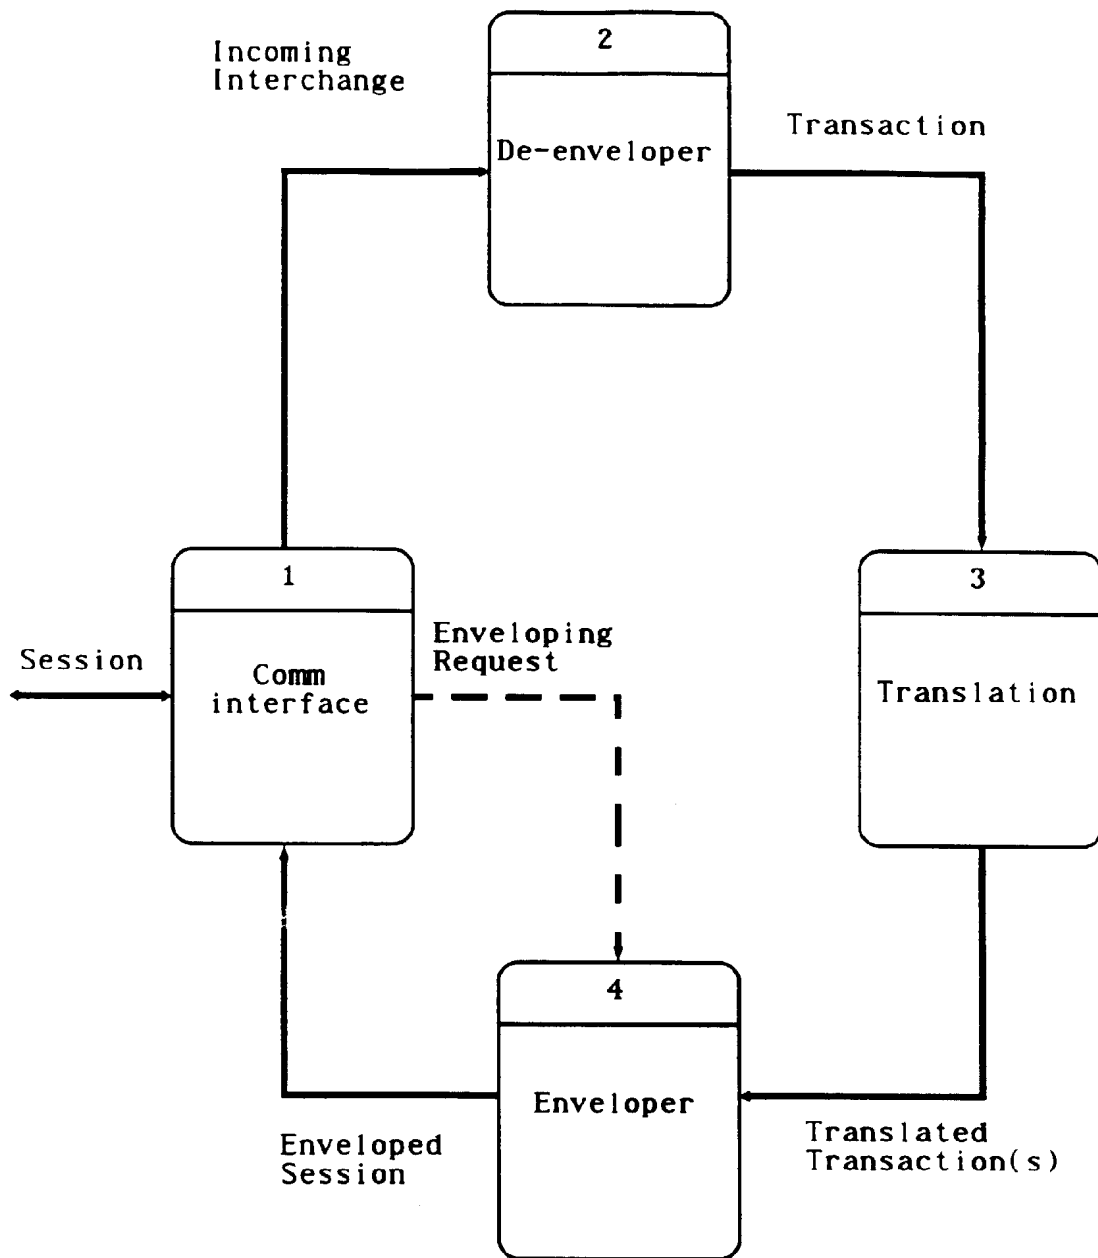 2
Incoming
Interchange
De-enveloper
Transaction
1
3
Session
Comm
interface
Enveloping
Request
Translation
4
Enveloper
Enveloped
Session
Translated
Transaction(s)